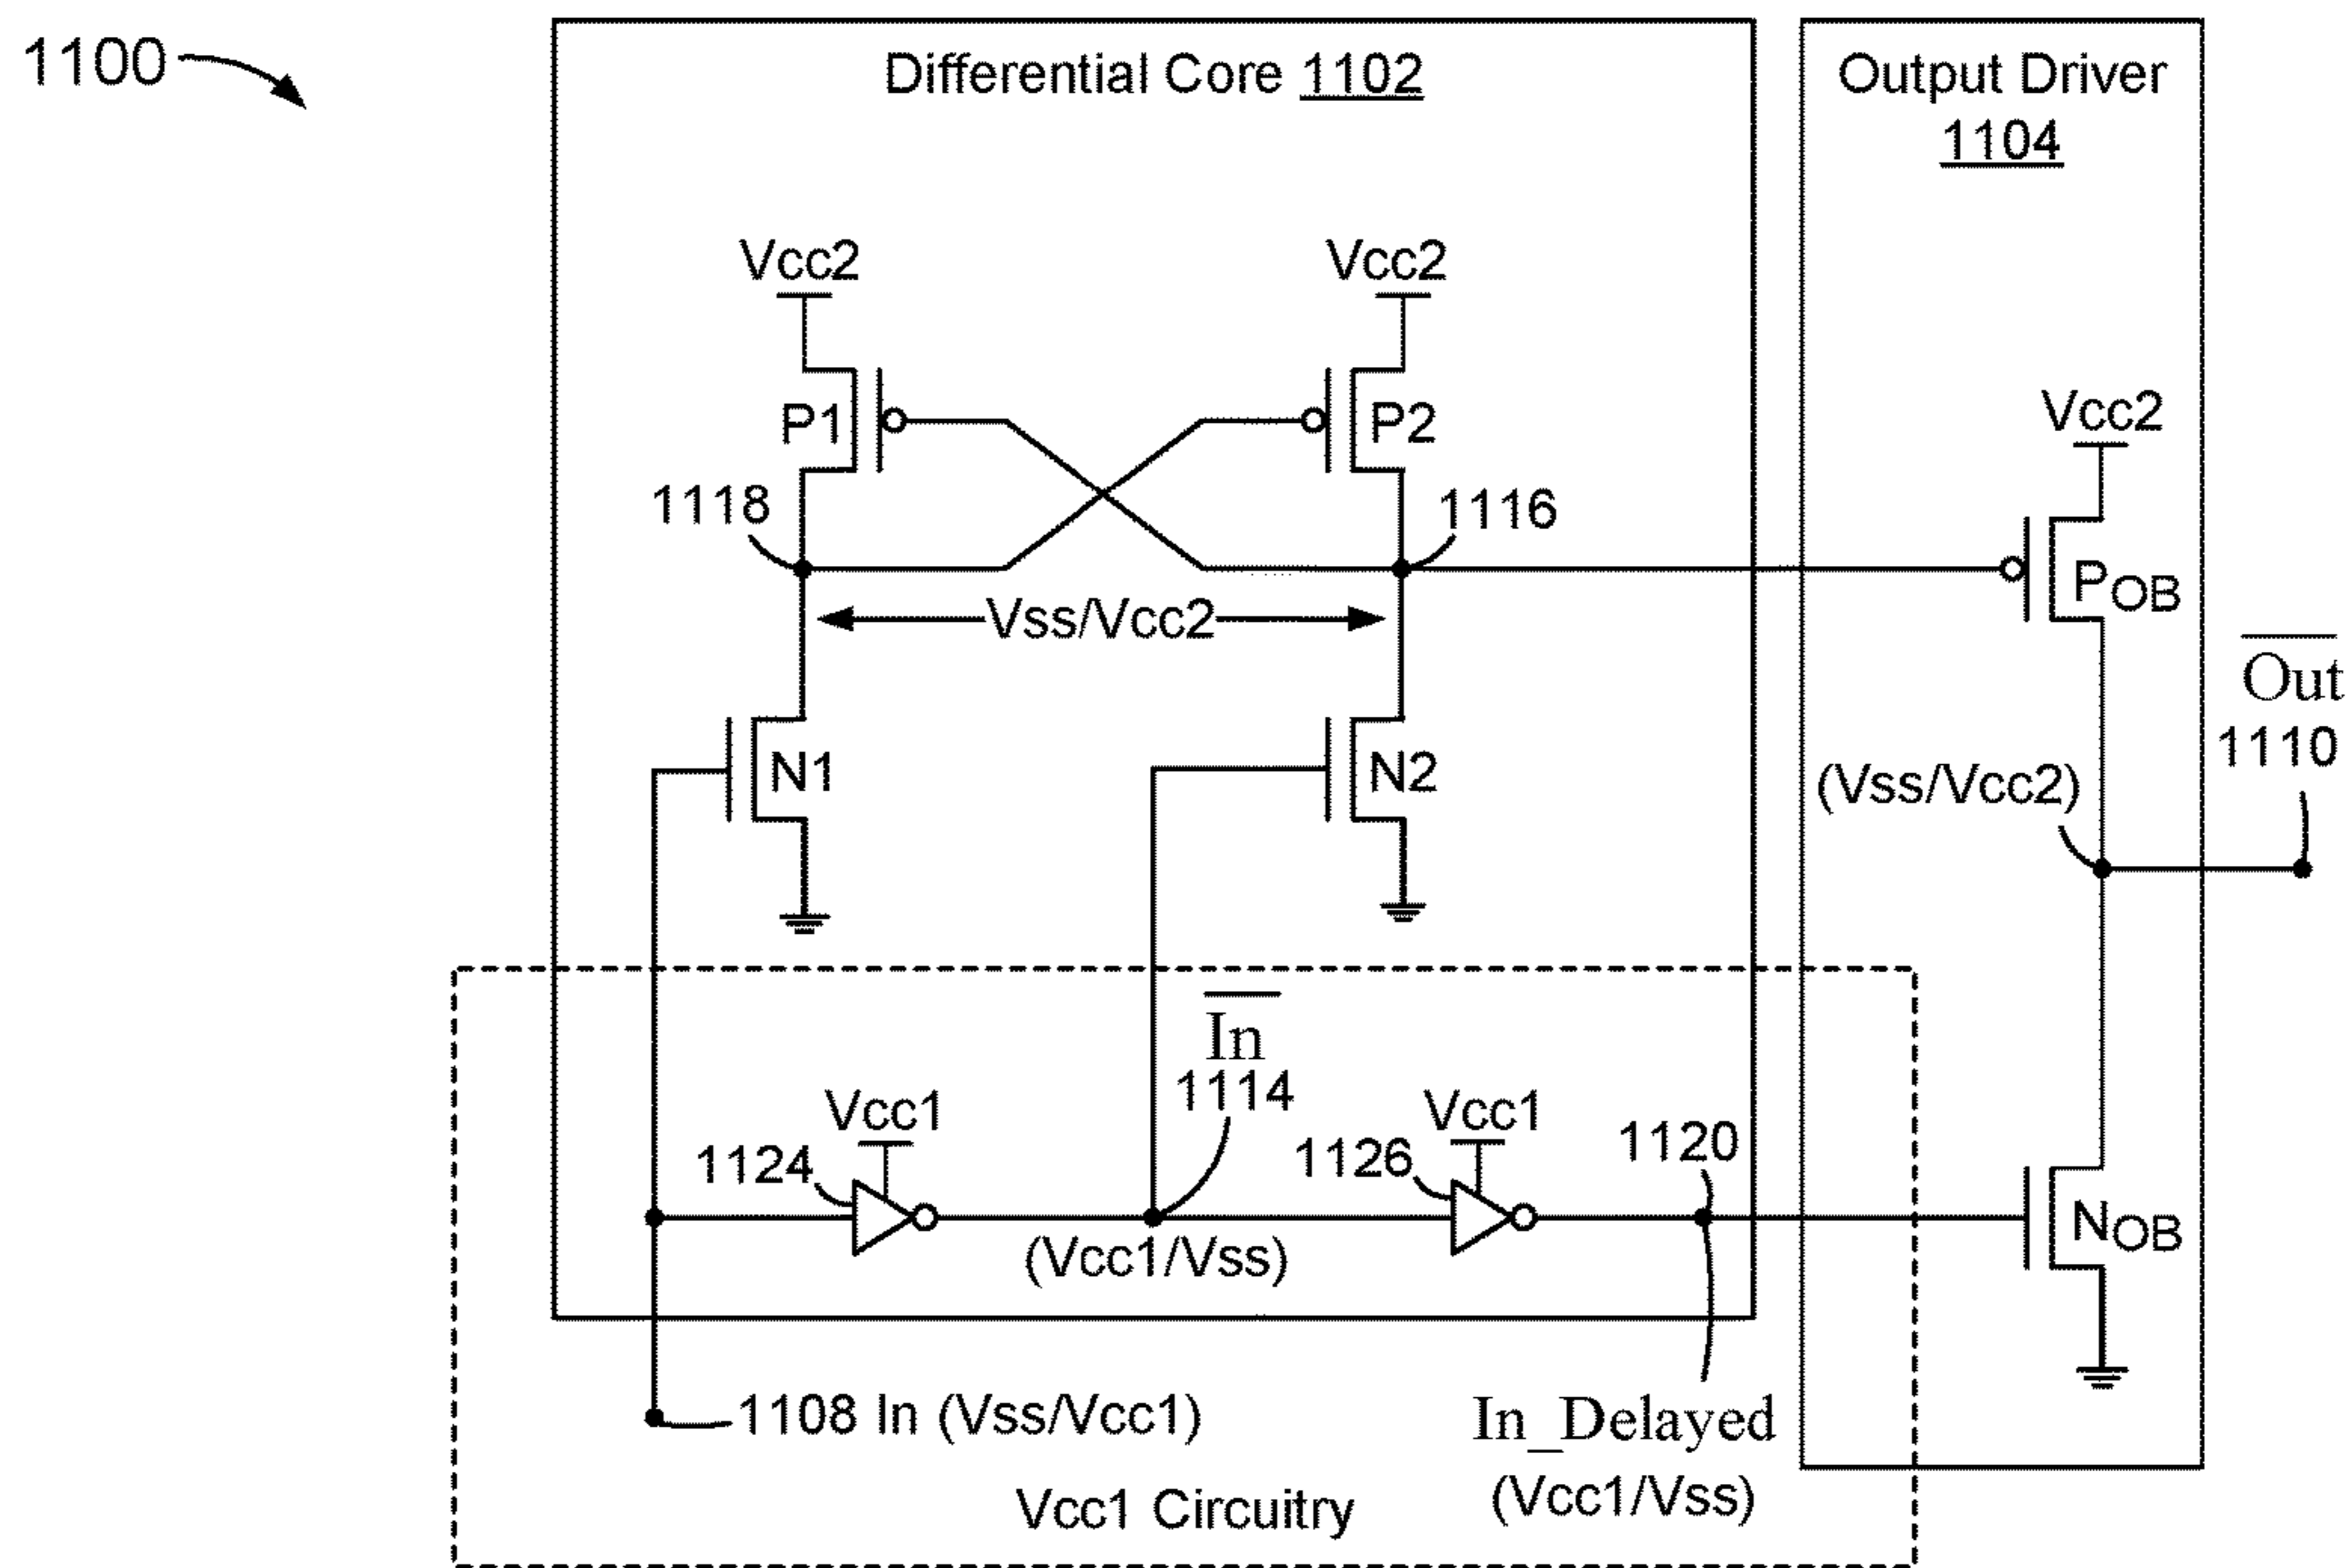 1100
Differential Core 1102
Output Driver
1104
Vcc2
Vcc2
Vcc2
P1
P2
1118
1116
POB
Vss/Vcc2
Out
1110
N1
N2
(Vss/Vcc2)
In
1114
Vcc1
Vcc1
1124
1126
1120
NOB
(Vcc1/Vss)
1108 In (Vss/Vcc1)
In_Delayed
(Vcc1/Vss)
Vcc1 Circuitry